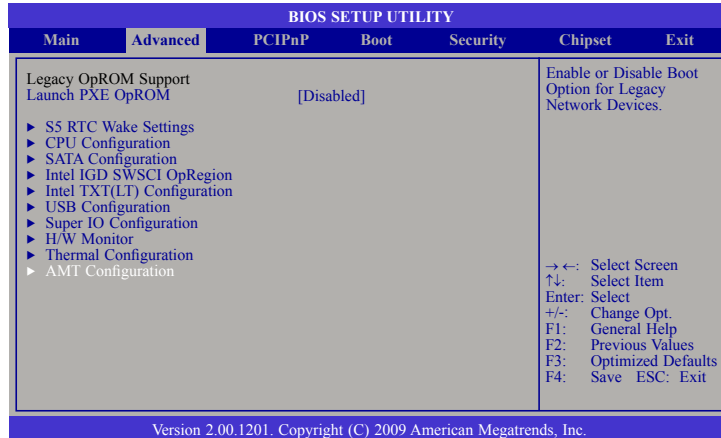 BIOS SETUP UTILITY
Main Advanced PCIPnP Boot Security Chipset Exit
Legacy OpROM Support
Launch PXE OpROM [Disabled]
► S5 RTC Wake Settings
► CPU Configuration
► SATA Configuration
► Intel IGD SWSCI OpRegion
► Intel TXT(LT) Configuration
► USB Configuration
► Super IO Configuration
► H/W Monitor
► Thermal Configuration
► AMT Configuration
Enable or Disable Boot
Option for Legacy
Network Devices.
→←: Select Screen
↑↓: Select Item
Enter: Select
+/-: Change Opt.
F1: General Help
F2: Previous Values
F3: Optimized Defaults
F4: Save ESC: Exit
Version 2.00.1201. Copyright (C) 2009 American Megatrends, Inc.